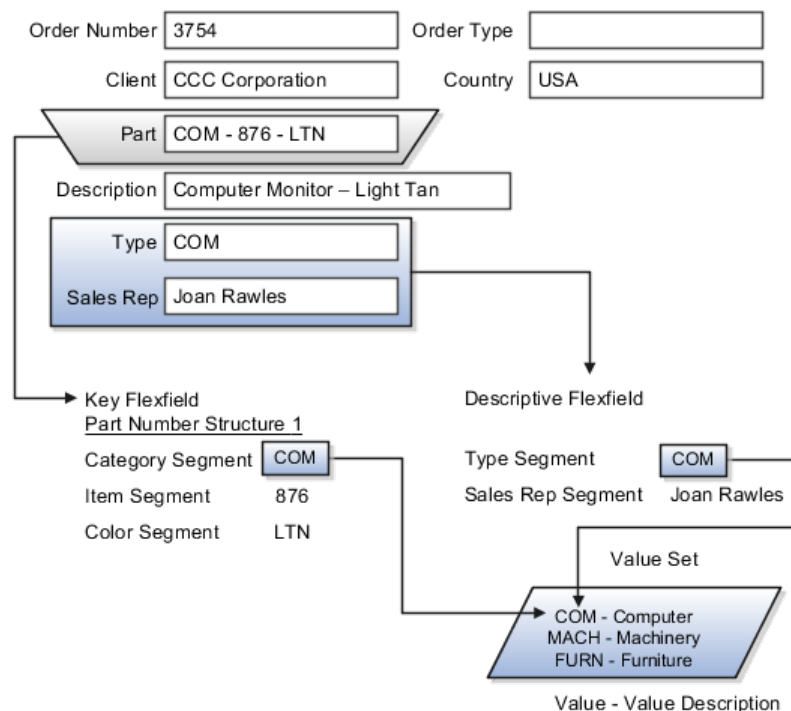 Order Number 3754 Order Type
Client CCC Corporation Country USA
Part COM - 876 - LTN
Description Computer Monitor – Light Tan
Type COM
Sales Rep Joan Rawles
Key Flexfield
Part Number Structure 1
Category Segment COM
Item Segment 876
Color Segment LTN
Descriptive Flexfield
Type Segment COM
Sales Rep Segment Joan Rawles
Value Set
COM - Computer
MACH - Machinery
FURN - Furniture
Value - Value Description